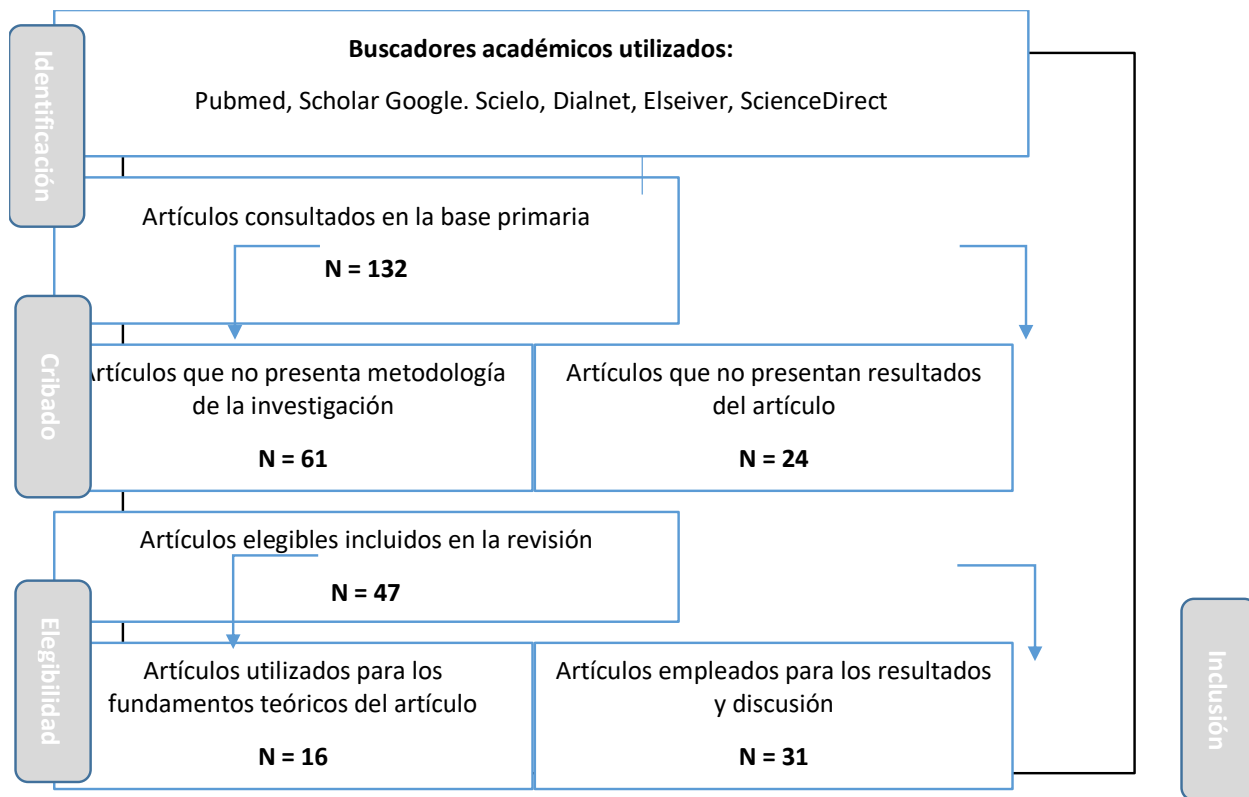 Identificación
Buscadores académicos utilizados:
Pubmed, Scholar Google. Scielo, Dialnet, Elseiver, ScienceDirect
Artículos consultados en la base primaria
N = 132
Cribado
Artículos que no presenta metodología
de la investigación
N = 61
Artículos que no presentan resultados
del artículo
N = 24
Artículos elegibles incluidos en la revisión
N = 47
Elegibilidad
Artículos utilizados para los
fundamentos teóricos del artículo
N = 16
Artículos empleados para los resultados
y discusión
N = 31
Inclusión